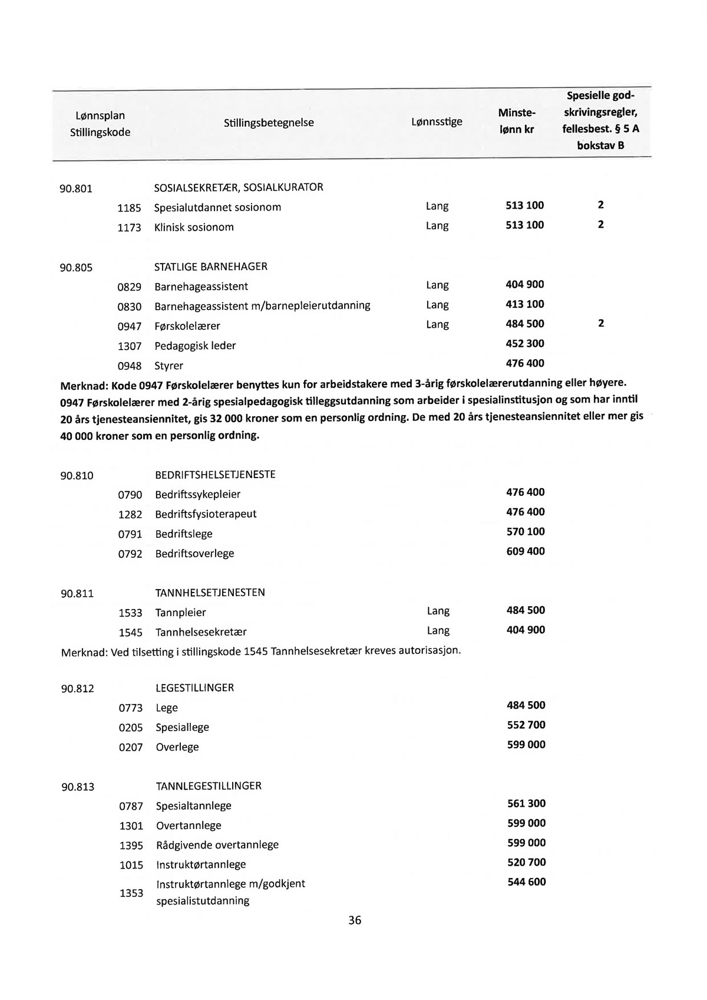 Lønnsplan
Stillingskode
Stillingsbetegnelse
Lønnsstige
Minste-
lønn kr
Spesielle god-
skrivingsregler,
fellesbest. § 5 A
bokstav B
90.801 SOSIALSEKRETÆR, SOSIALKURATOR
1185 Spesialutdannet sosionom Lang 513 100 2
1173 Klinisk sosionom Lang 513 100 2
90.805 STATLIGE BARNEHAGER
0829 Barnehageassistent Lang 404 900
0830 Barnehageassistent m/barnepleierutdanning Lang 413 100
0947 Førskolelærer Lang 484 500 2
1307 Pedagogisk leder 452 300
0948 Styrer 476 400
Merknad: Kode 0947 Førskolelærer benyttes kun for arbeidstakere med 3-årig førskolelærerutdanning eller høyere.
0947 Førskolelærer med 2-årig spesialpedagogisk tilleggsutdanning som arbeider i spesialinstitusjon og som har inntil
20 års tjenesteansiennitet, gis 32 000 kroner som en personlig ordning. De med 20 års tjenesteansiennitet eller mer gis
40 000 kroner som en personlig ordning.
90.810 BEDRIFTSHELSETJENESTE
0790 Bedriftssykepleier 476 400
1282 Bedriftsfysioterapeut 476 400
0791 Bedriftslege 570 100
0792 Bedriftsoverlege 609 400
90.811 TANNHELSETJENESTEN
1533 Tannpleier Lang 484 500
1545 Tannhelsesekretær Lang 404 900
Merknad: Ved tilsetting i stillingskode 1545 Tannhelsesekretær kreves autorisasjon.
90.812 LEGESTILLINGER
0773 Lege 484 500
0205 Spesiallege 552 700
0207 Overlege 599 000
90.813 TANNLEGESTILLINGER
0787 Spesialtannlege 561 300
1301 Overtannlege 599 000
1395 Rådgivende overtannlege 599 000
1015 Instruktørtannlege 520 700
1353 Instruktørtannlege m/godkjent 544 600
spesialistutdanning
36